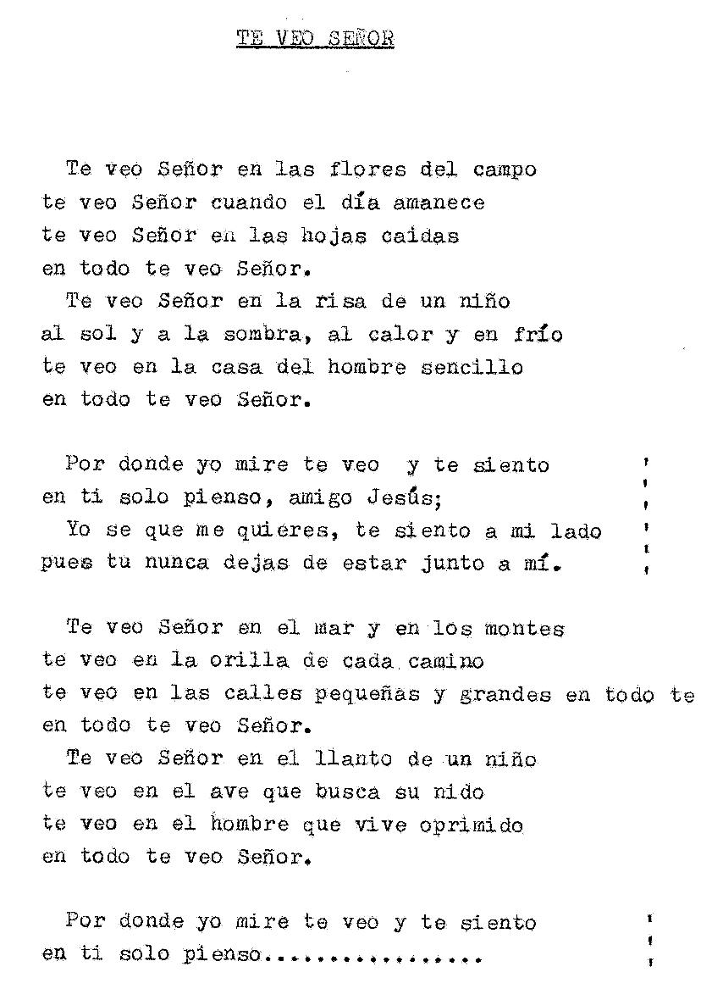 TE VEO SEÑOR
Te veo Señor en las flores del campo
te veo Señor cuando el día amanece
te veo Señor en las hojas caidas
en todo te veo Señor.
Te veo Señor en la risa de un niño
al sol y a la sombra, al calor y en frío
te veo en la casa del hombre sencillo
en todo te veo Señor.
Por donde yo mire te veo y te siento
en ti solo pienso, amigo Jesús;
Yo se que me quieres, te siento a mi lado
pues tu nunca dejas de estar junto a mí.
Te veo Señor en el mar y en los montes
te veo en la orilla de cada camino
te veo en las calles pequeñas y grandes en todo te
en todo te veo Señor.
Te veo Señor en el llanto de un niño
te veo en el ave que busca su nido
te veo en el hombre que vive oprimido
en todo te veo Señor.
Por donde yo mire te veo y te siento
en ti solo pienso.................